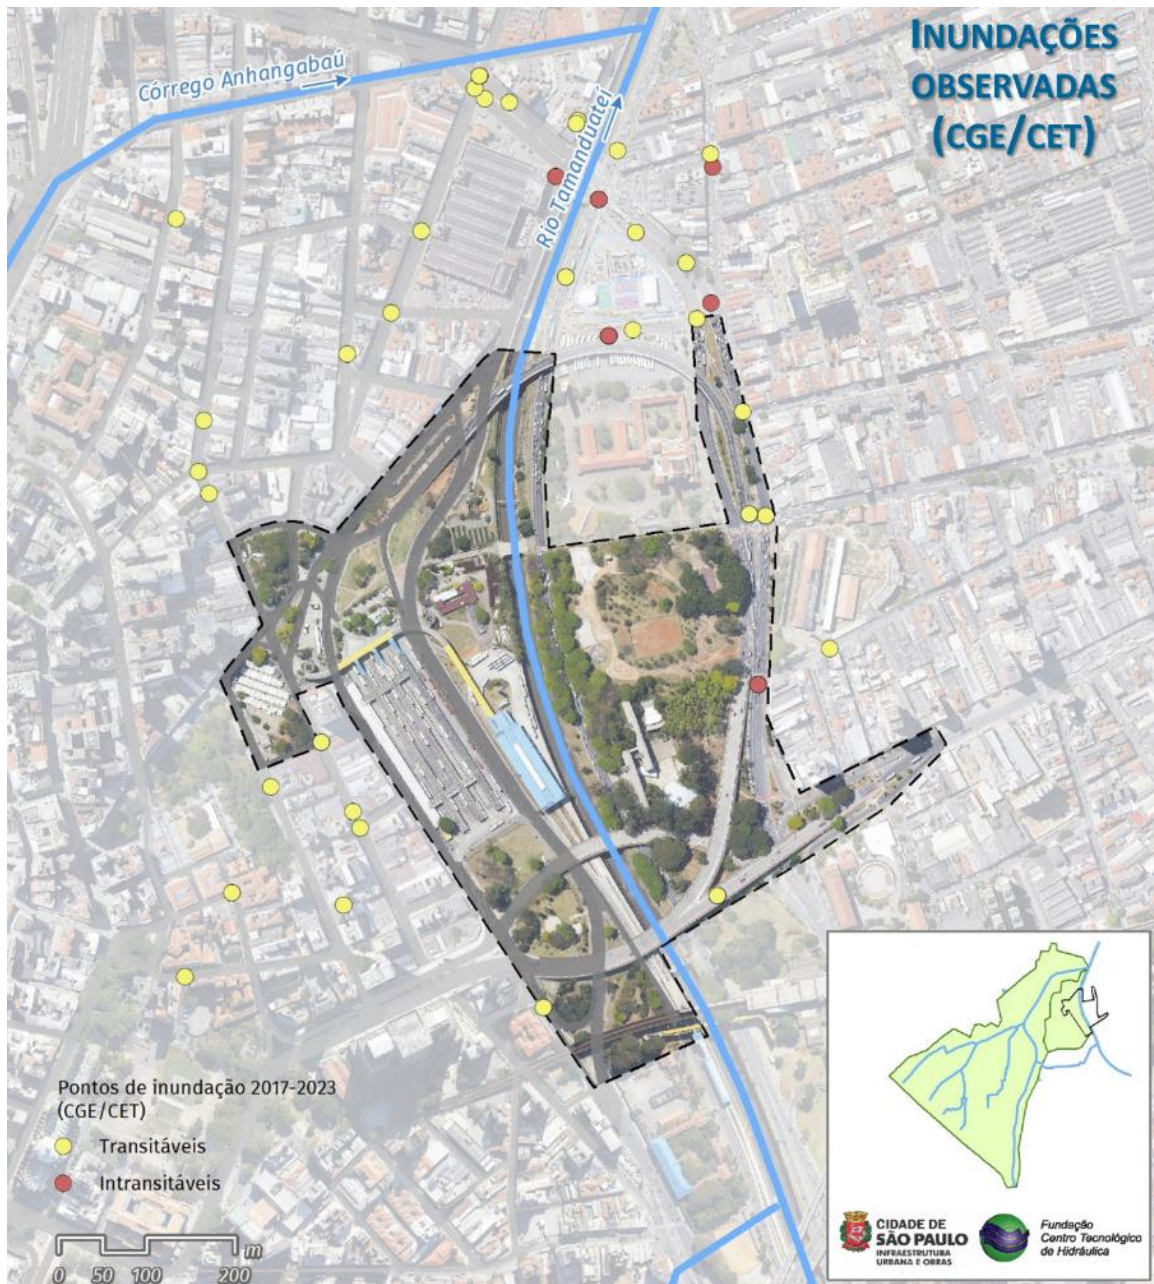 INUNDAÇÕES
OBSERVADAS
(CGE/CET)
Córrego Anhangabaú
Rio Tamanduateí
Pontos de inundação 2017-2023
(CGE/CET)
Transitáveis
Intransitáveis
0 50 100 200 m
CIDADE DE
SÃO PAULO
INFRAESTRUTURA
URBANA E OBRAS
Fundação
Centro Tecnológico
de Hidráulica